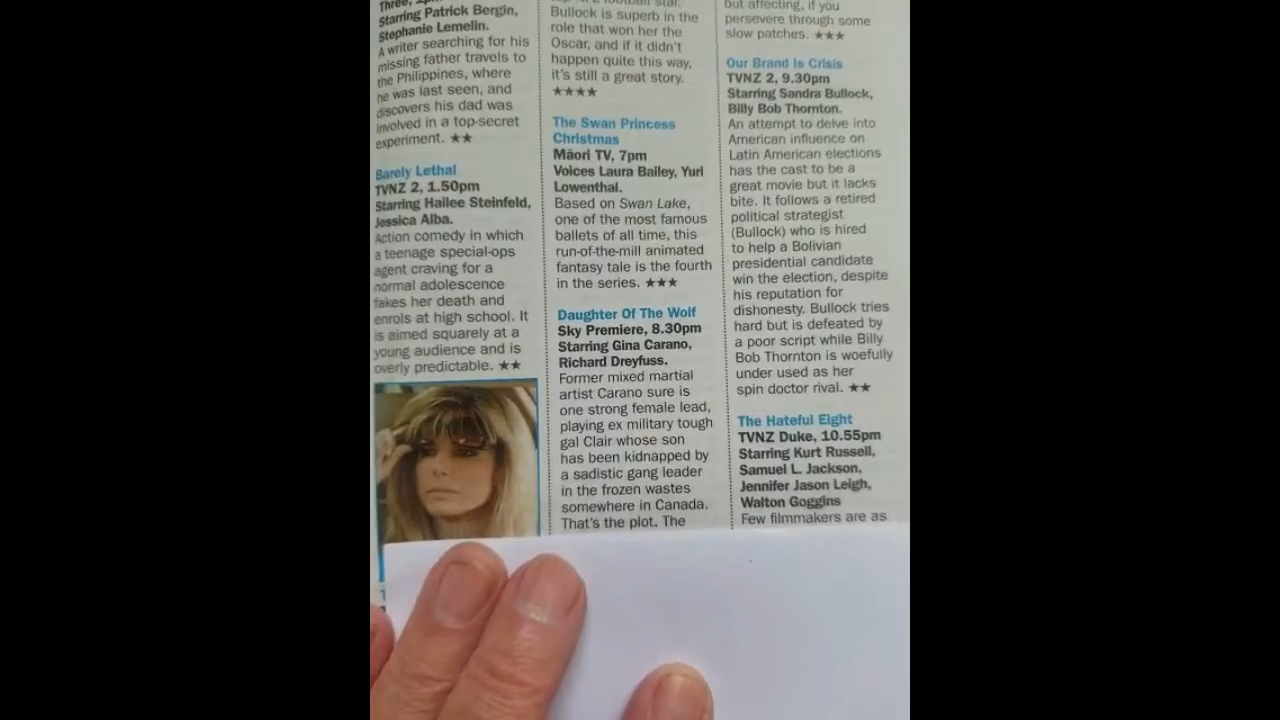 Three,
Starring Patrick Bergin,
Stephanie Lemelin.
A writer searching for his
missing father travels to
the Philippines, where
he was last seen, and
discovers his dad was
involved in a top-secret
experiment. ★★
Barely Lethal
TVNZ 2, 1.50pm
Starring Hailee Steinfeld,
Jessica Alba.
Action comedy in which
a teenage special-ops
agent craving for a
normal adolescence
fakes her death and
enrols at high school. It
is aimed squarely at a
young audience and is
overly predictable. ★★
football star.
Bullock is superb in the
role that won her the
Oscar, and if it didn't
happen quite this way,
it's still a great story.
★★★★
The Swan Princess
Christmas
Māori TV, 7pm
Voices Laura Bailey, Yuri
Lowenthal.
Based on Swan Lake,
one of the most famous
ballets of all time, this
run-of-the-mill animated
fantasy tale is the fourth
in the series. ★★★
Daughter Of The Wolf
Sky Premiere, 8.30pm
Starring Gina Carano,
Richard Dreyfuss.
Former mixed martial
artist Carano sure is
one strong female lead,
playing ex military tough
gal Clair whose son
has been kidnapped by
a sadistic gang leader
in the frozen wastes
somewhere in Canada.
That's the plot. The
but affecting, if you
persevere through some
slow patches. ★★★
Our Brand Is Crisis
TVNZ 2, 9.30pm
Starring Sandra Bullock,
Billy Bob Thornton.
An attempt to delve into
American influence on
Latin American elections
has the cast to be a
great movie but it lacks
bite. It follows a retired
political strategist
(Bullock) who is hired
to help a Bolivian
presidential candidate
win the election, despite
his reputation for
dishonesty. Bullock tries
hard but is defeated by
a poor script while Billy
Bob Thornton is woefully
under used as her
spin doctor rival. ★★
The Hateful Eight
TVNZ Duke, 10.55pm
Starring Kurt Russell,
Samuel L. Jackson,
Jennifer Jason Leigh,
Walton Goggins
Few filmmakers are as